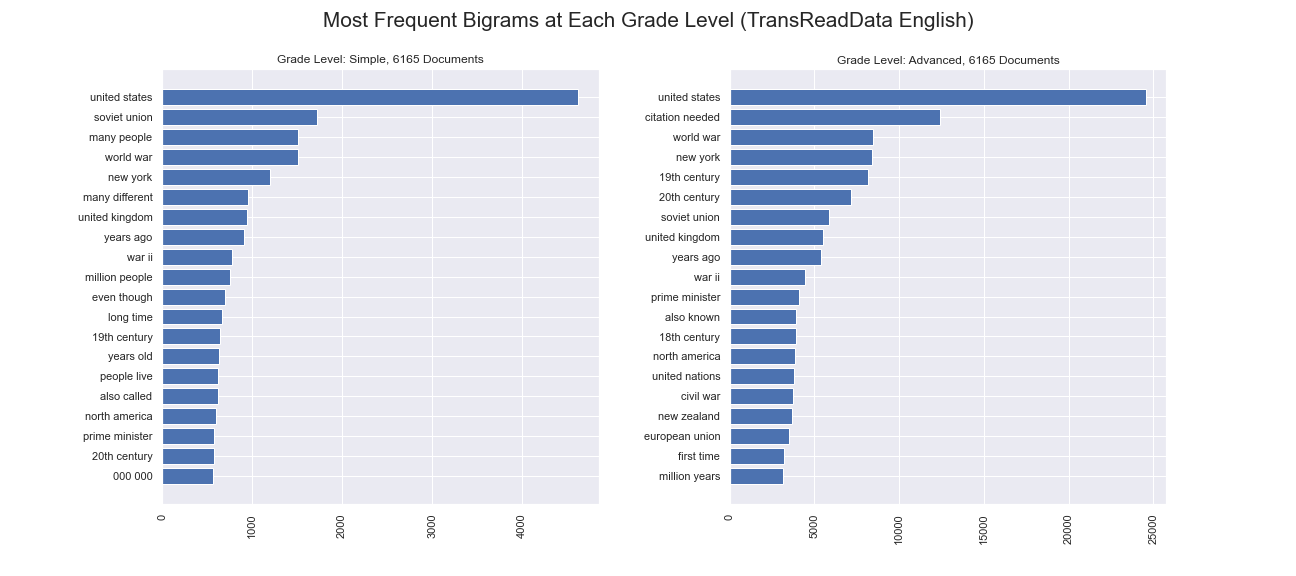 Most Frequent Bigrams at Each Grade Level (TransReadData English)
Grade Level: Simple, 6165 Documents
united states
soviet union
many people
world war
new york
many different
united kingdom
years ago
war ii
million people
even though
long time
19th century
years old
people live
also called
north america
prime minister
20th century
000 000
0
1000
2000
3000
4000
Grade Level: Advanced, 6165 Documents
united states
citation needed
world war
new york
19th century
20th century
soviet union
united kingdom
years ago
war ii
prime minister
also known
18th century
north america
united nations
civil war
new zealand
european union
first time
million years
0
5000
10000
15000
20000
25000